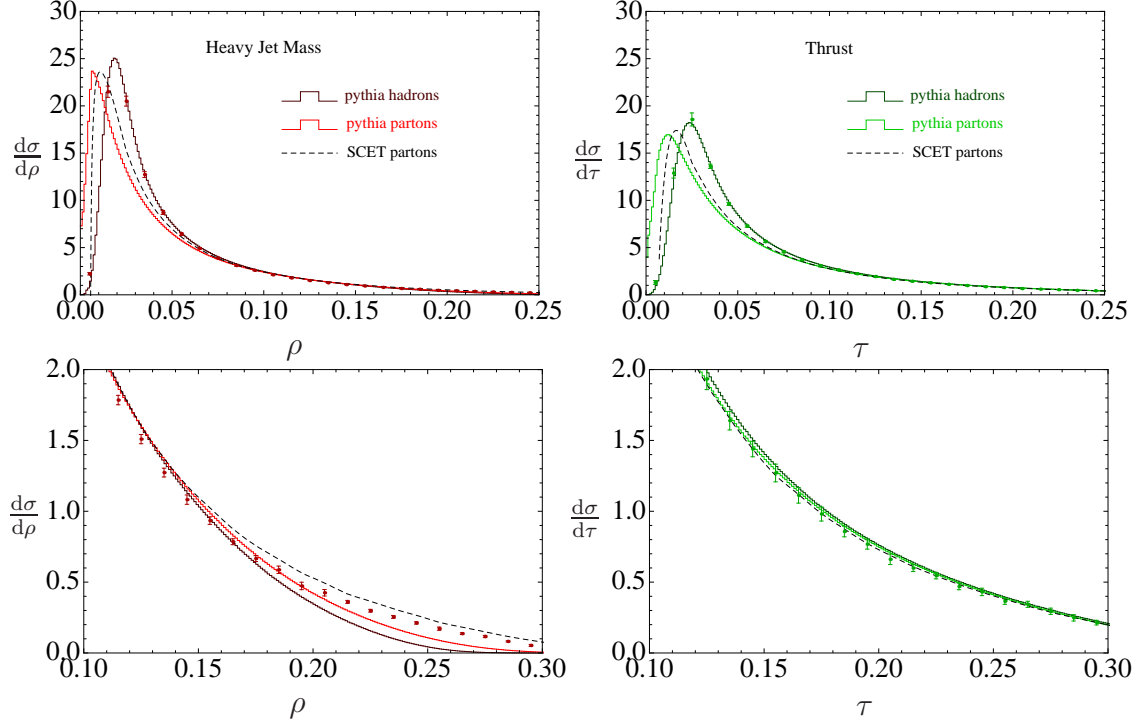 30
25
20
15
10
5
0
0.00
0.05
0.10
0.15
0.20
0.25
dσ
dρ
ρ
Heavy Jet Mass
pythia hadrons
pythia partons
SCET partons
30
25
20
15
10
5
0
0.00
0.05
0.10
0.15
0.20
0.25
dσ
dτ
τ
Thrust
pythia hadrons
pythia partons
SCET partons
2.0
1.5
1.0
0.5
0.0
0.10
0.15
0.20
0.25
0.30
dσ
dρ
ρ
2.0
1.5
1.0
0.5
0.0
0.10
0.15
0.20
0.25
0.30
dσ
dτ
τ